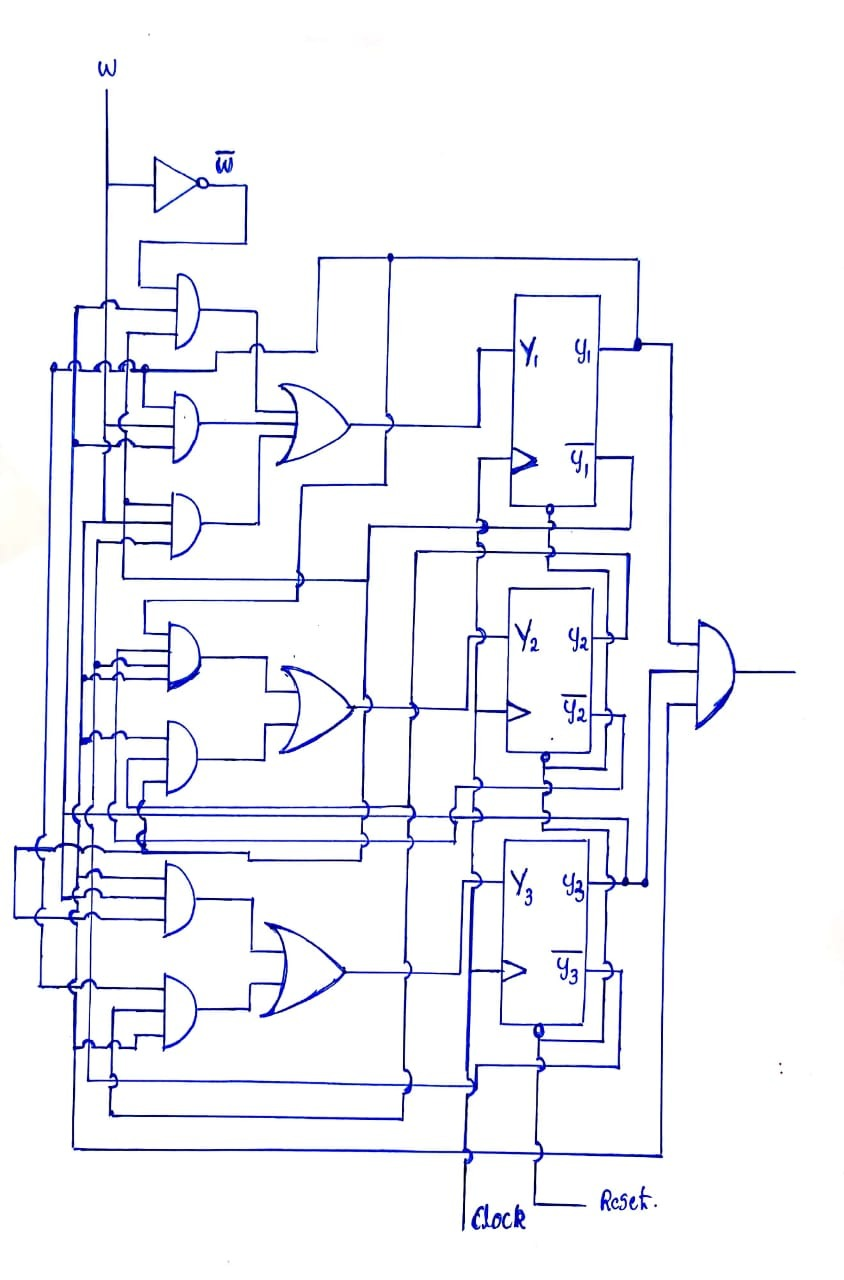 w
w̅
Y₁ y₁
y̅₁
Y₂ y₂
y̅₂
Y₃ y₃
y̅₃
Clock
Reset.